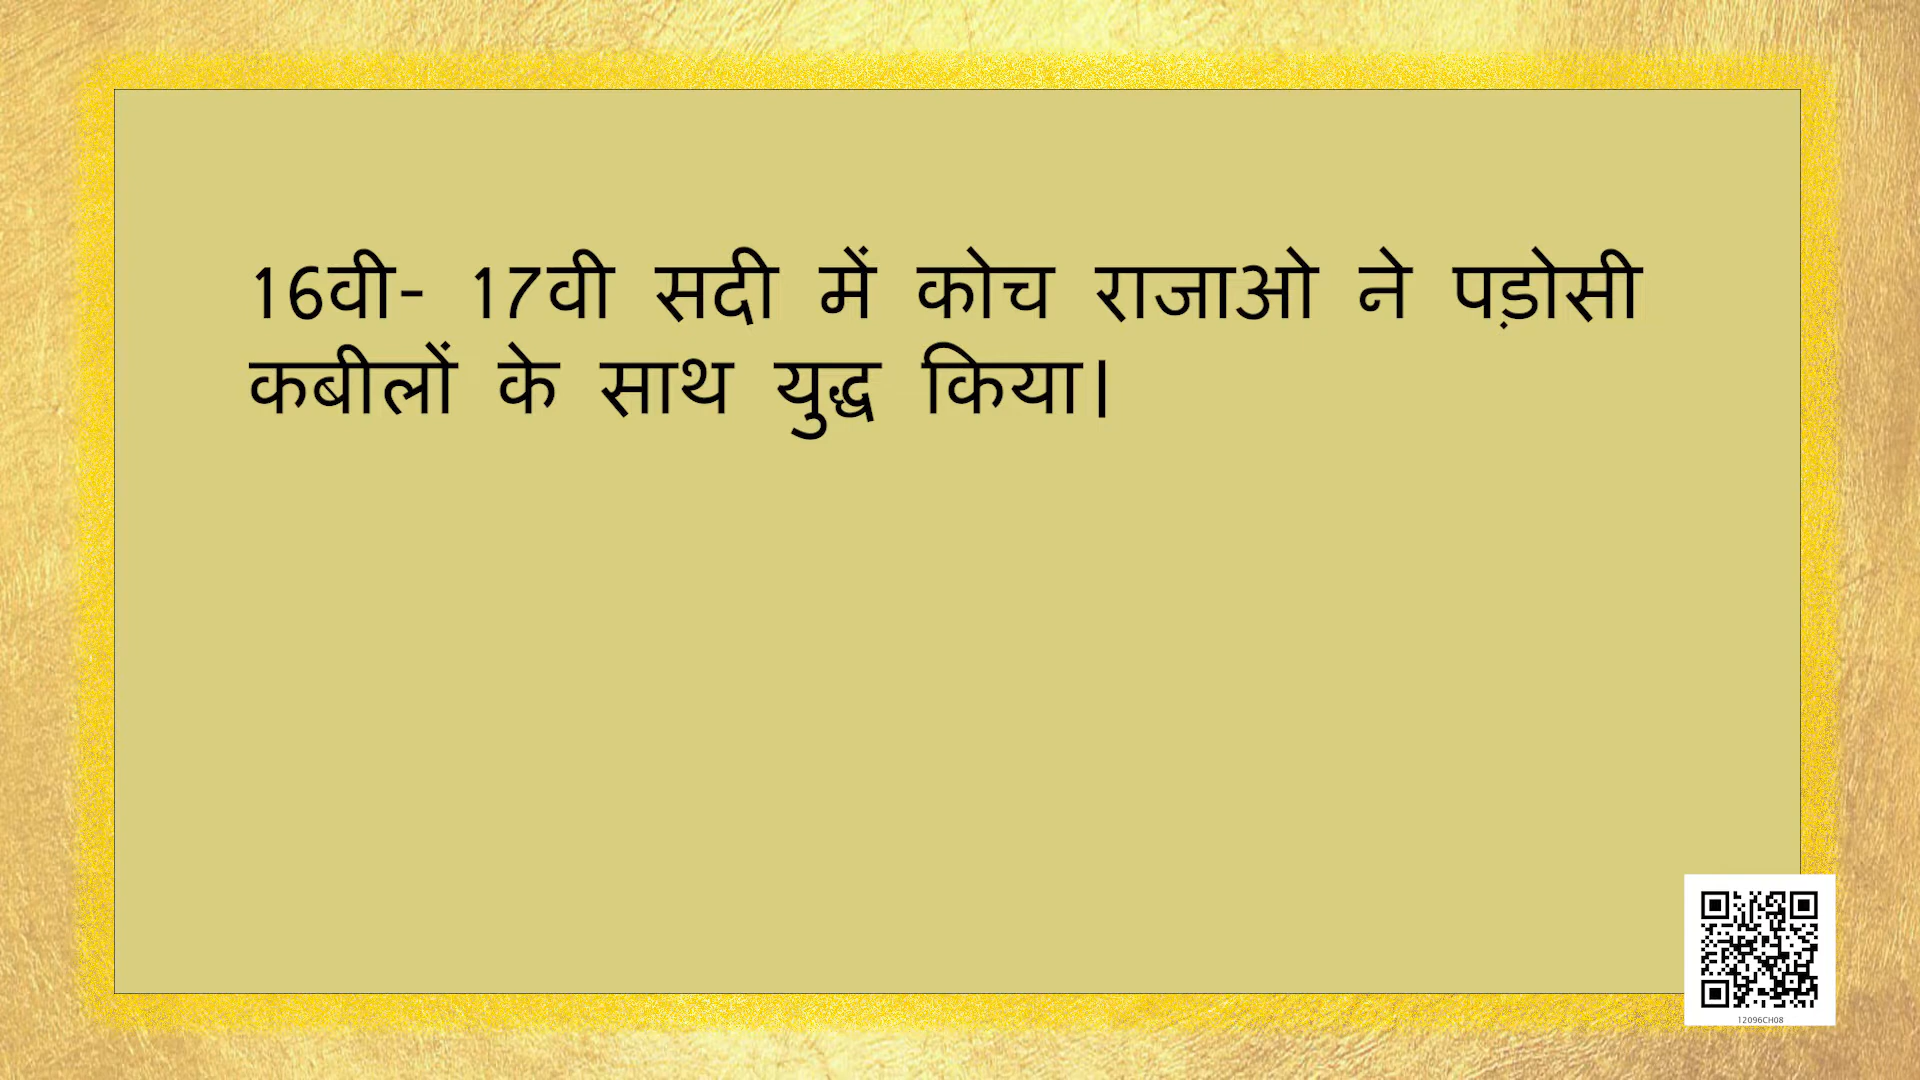 16वी- 17वी सदी में कोच राजाओ ने पड़ोसी
कबीलों के साथ युद्ध किया।
12096CH08